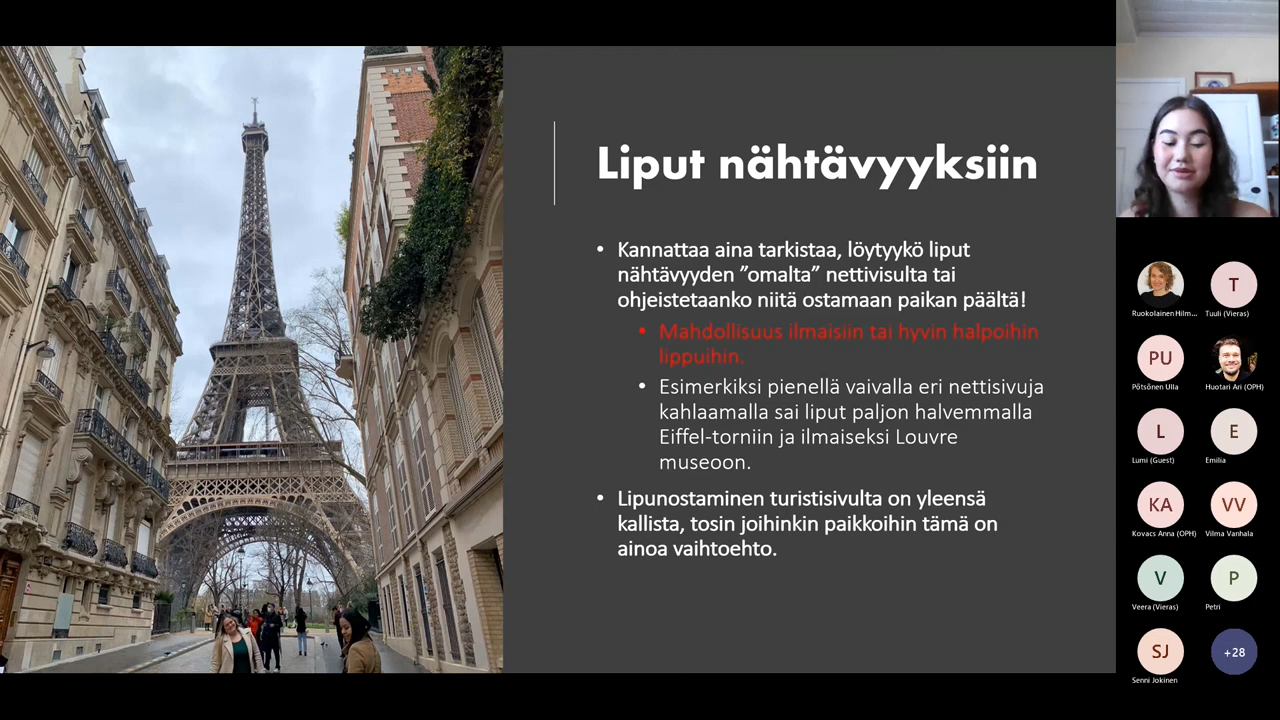 Liput nähtävyyksiin
• Kannattaa aina tarkistaa, löytyykö liput
nähtävyyden ”omalta” nettivisulta tai
ohjeistetaanko niitä ostamaan paikan päältä!
• Mahdollisuus ilmaisiin tai hyvin halpoihin
lippuihin.
• Esimerkiksi pienellä vaivalla eri nettisivuja
kahlaamalla sai liput paljon halvemmalla
Eiffel-torniin ja ilmaiseksi Louvre
museoon.
• Lipunostaminen turistisivulta on yleensä
kallista, tosin joihinkin paikkoihin tämä on
ainoa vaihtoehto.
T
Ruokolainen Hilm...
Tuuli (Vieras)
PU
Pötsönen Ulla
Huotari Ari (OPH)
L
E
Lumi (Guest)
Emilia
KA
VV
Kovacs Anna (OPH)
Vilma Vanhala
V
P
Veera (Vieras)
Petri
SJ
+28
Senni Jokinen